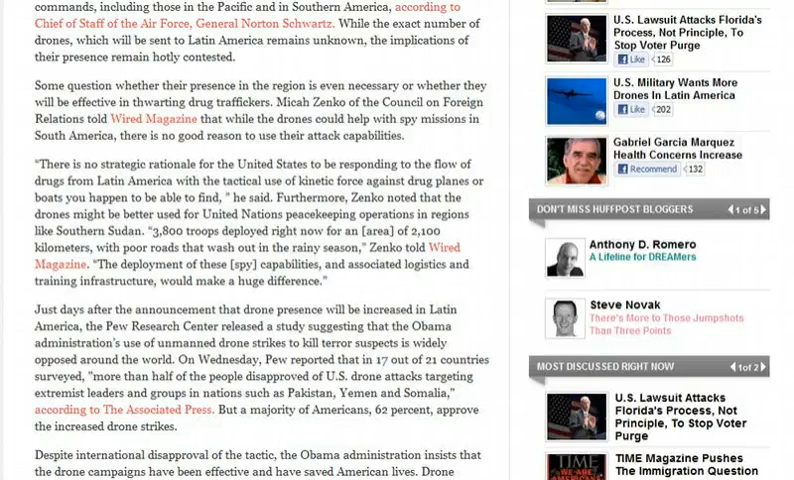 commands, including those in the Pacific and in Southern America, according to
Chief of Staff of the Air Force, General Norton Schwartz. While the exact number of
drones, which will be sent to Latin America remains unknown, the implications of
their presence remain hotly contested.
Some question whether their presence in the region is even necessary or whether they
will be effective in thwarting drug traffickers. Micah Zenko of the Council on Foreign
Relations told Wired Magazine that while the drones could help with spy missions in
South America, there is no good reason to use their attack capabilities.
“There is no strategic rationale for the United States to be responding to the flow of
drugs from Latin America with the tactical use of kinetic force against drug planes or
boats you happen to be able to find, ” he said. Furthermore, Zenko noted that the
drones might be better used for United Nations peacekeeping operations in regions
like Southern Sudan. “3,800 troops deployed right now for an [area] of 2,100
kilometers, with poor roads that wash out in the rainy season,” Zenko told Wired
Magazine. “The deployment of these [spy] capabilities, and associated logistics and
training infrastructure, would make a huge difference.”
Just days after the announcement that drone presence will be increased in Latin
America, the Pew Research Center released a study suggesting that the Obama
administration’s use of unmanned drone strikes to kill terror suspects is widely
opposed around the world. On Wednesday, Pew reported that in 17 out of 21 countries
surveyed, "more than half of the people disapproved of U.S. drone attacks targeting
extremist leaders and groups in nations such as Pakistan, Yemen and Somalia,"
according to The Associated Press. But a majority of Americans, 62 percent, approve
the increased drone strikes.
Despite international disapproval of the tactic, the Obama administration insists that
the drone campaigns have been effective and have saved American lives. Drone
U.S. Lawsuit Attacks Florida's
Process, Not Principle, To
Stop Voter Purge
Like 126
U.S. Military Wants More
Drones In Latin America
Like 202
Gabriel Garcia Marquez
Health Concerns Increase
Recommend 132
DON'T MISS HUFFPOST BLOGGERS 1 of 5
Anthony D. Romero
A Lifeline for DREAMers
Steve Novak
There's More to Those Jumpshots
Than Three Points
MOST DISCUSSED RIGHT NOW 1of 2
U.S. Lawsuit Attacks
Florida's Process, Not
Principle, To Stop Voter
Purge
TIME
WE ARE
AMERICANS
TIME Magazine Pushes
The Immigration Question